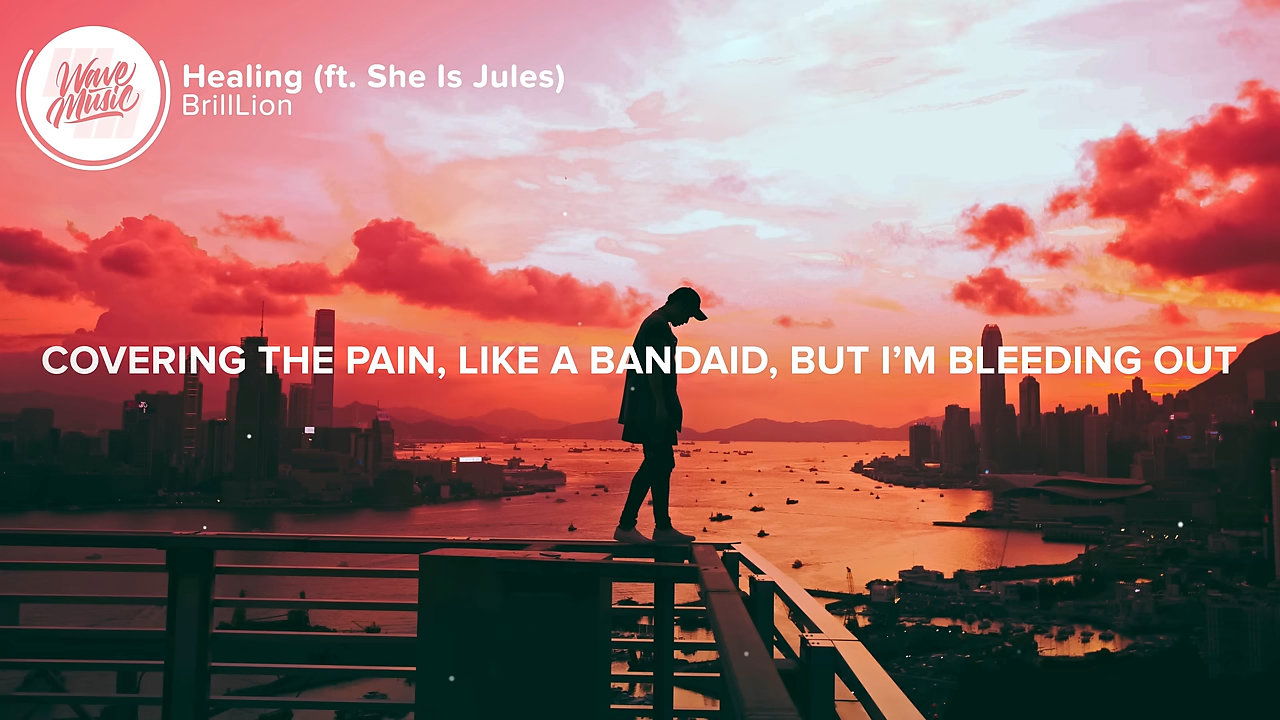 Wave
Music
Healing (ft. She Is Jules)
BrillLion
COVERING THE PAIN, LIKE A BANDAID, BUT I’M BLEEDING OUT